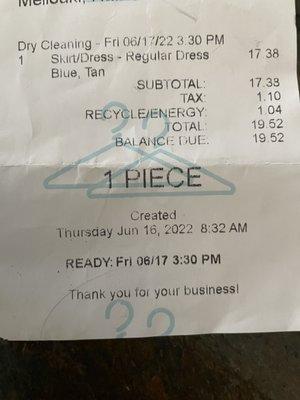 Dry Cleaning - Fri 06/17/22 3:30 PM
1 Skirt/Dress - Regular Dress 17.38
Blue, Tan
SUBTOTAL: 17.38
TAX: 1.10
RECYCLE/ENERGY: 1.04
TOTAL: 19.52
BALANCE DUE: 19.52
1 PIECE
Created
Thursday Jun 16, 2022 8:32 AM
READY: Fri 06/17 3:30 PM
Thank you for your business!